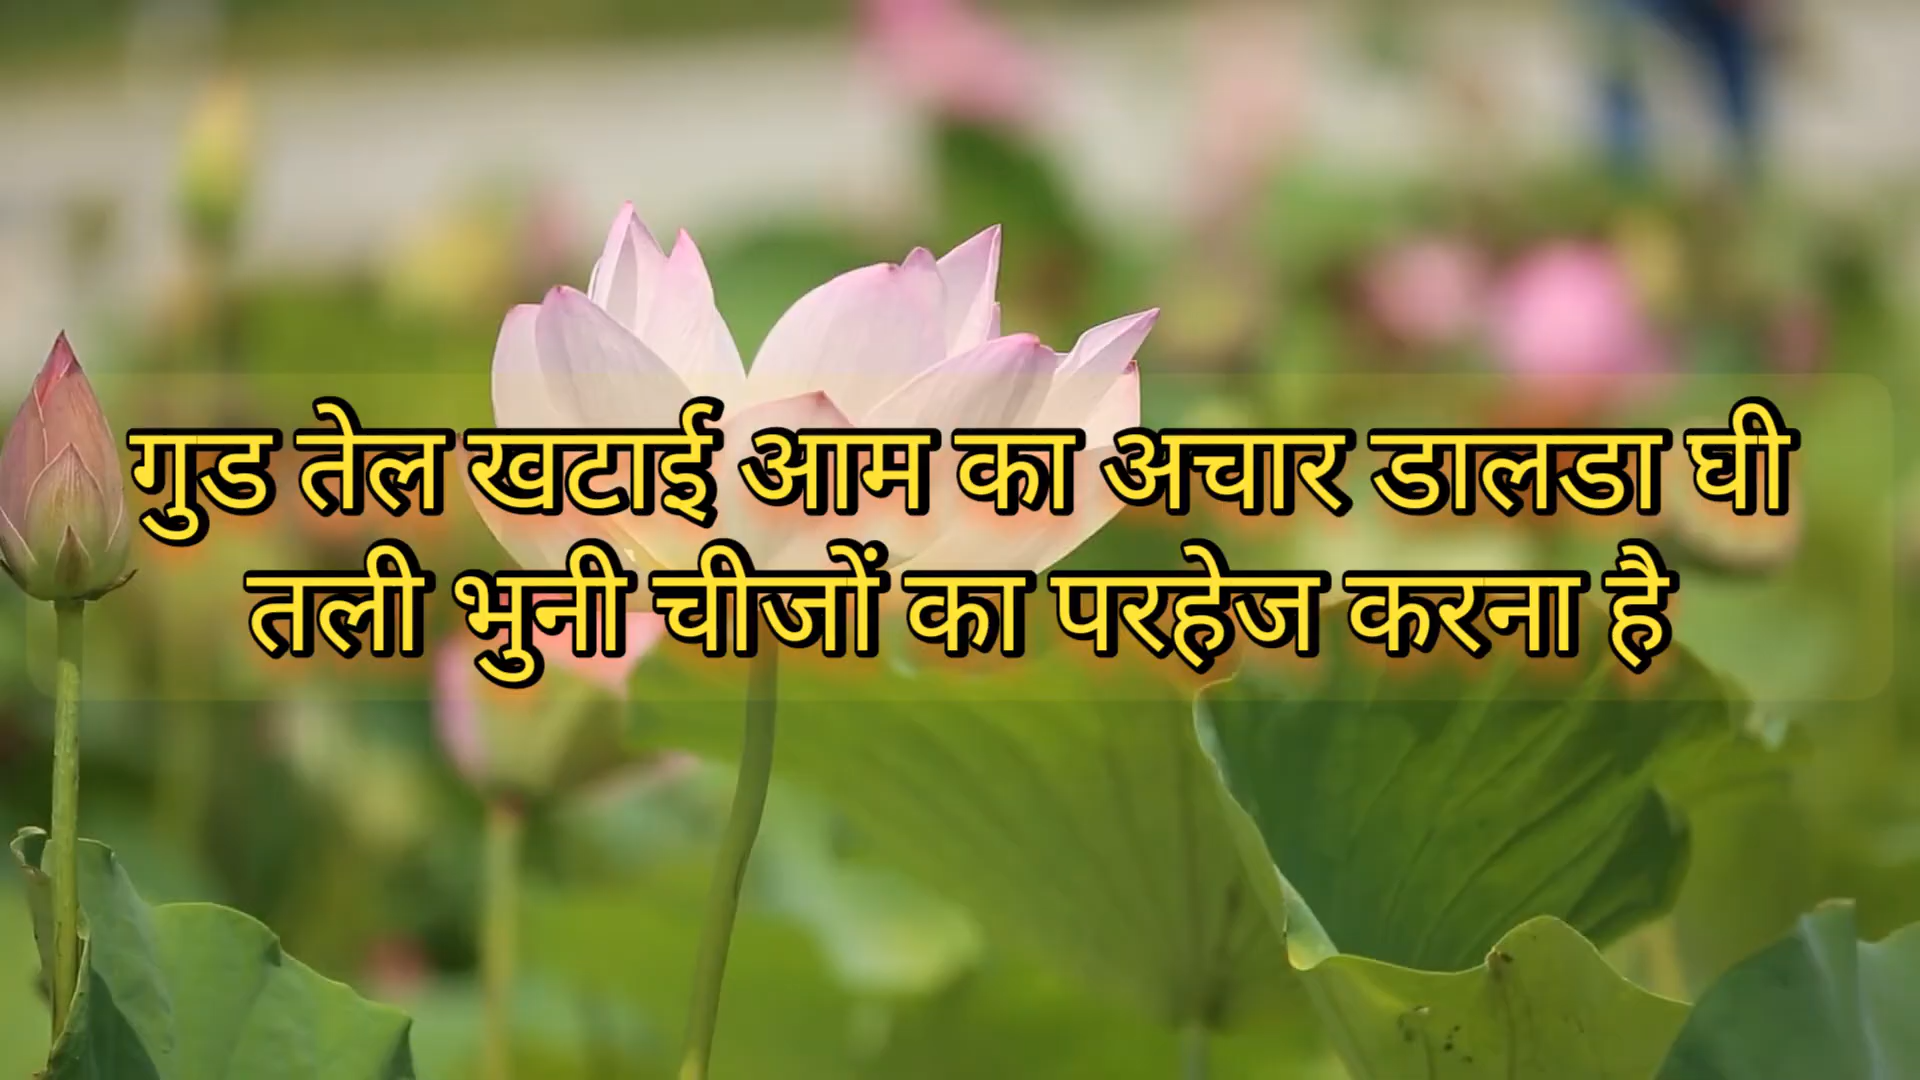 गुड तेल खटाई आम का अचार डालडा घी
तली भुनी चीजों का परहेज करना है